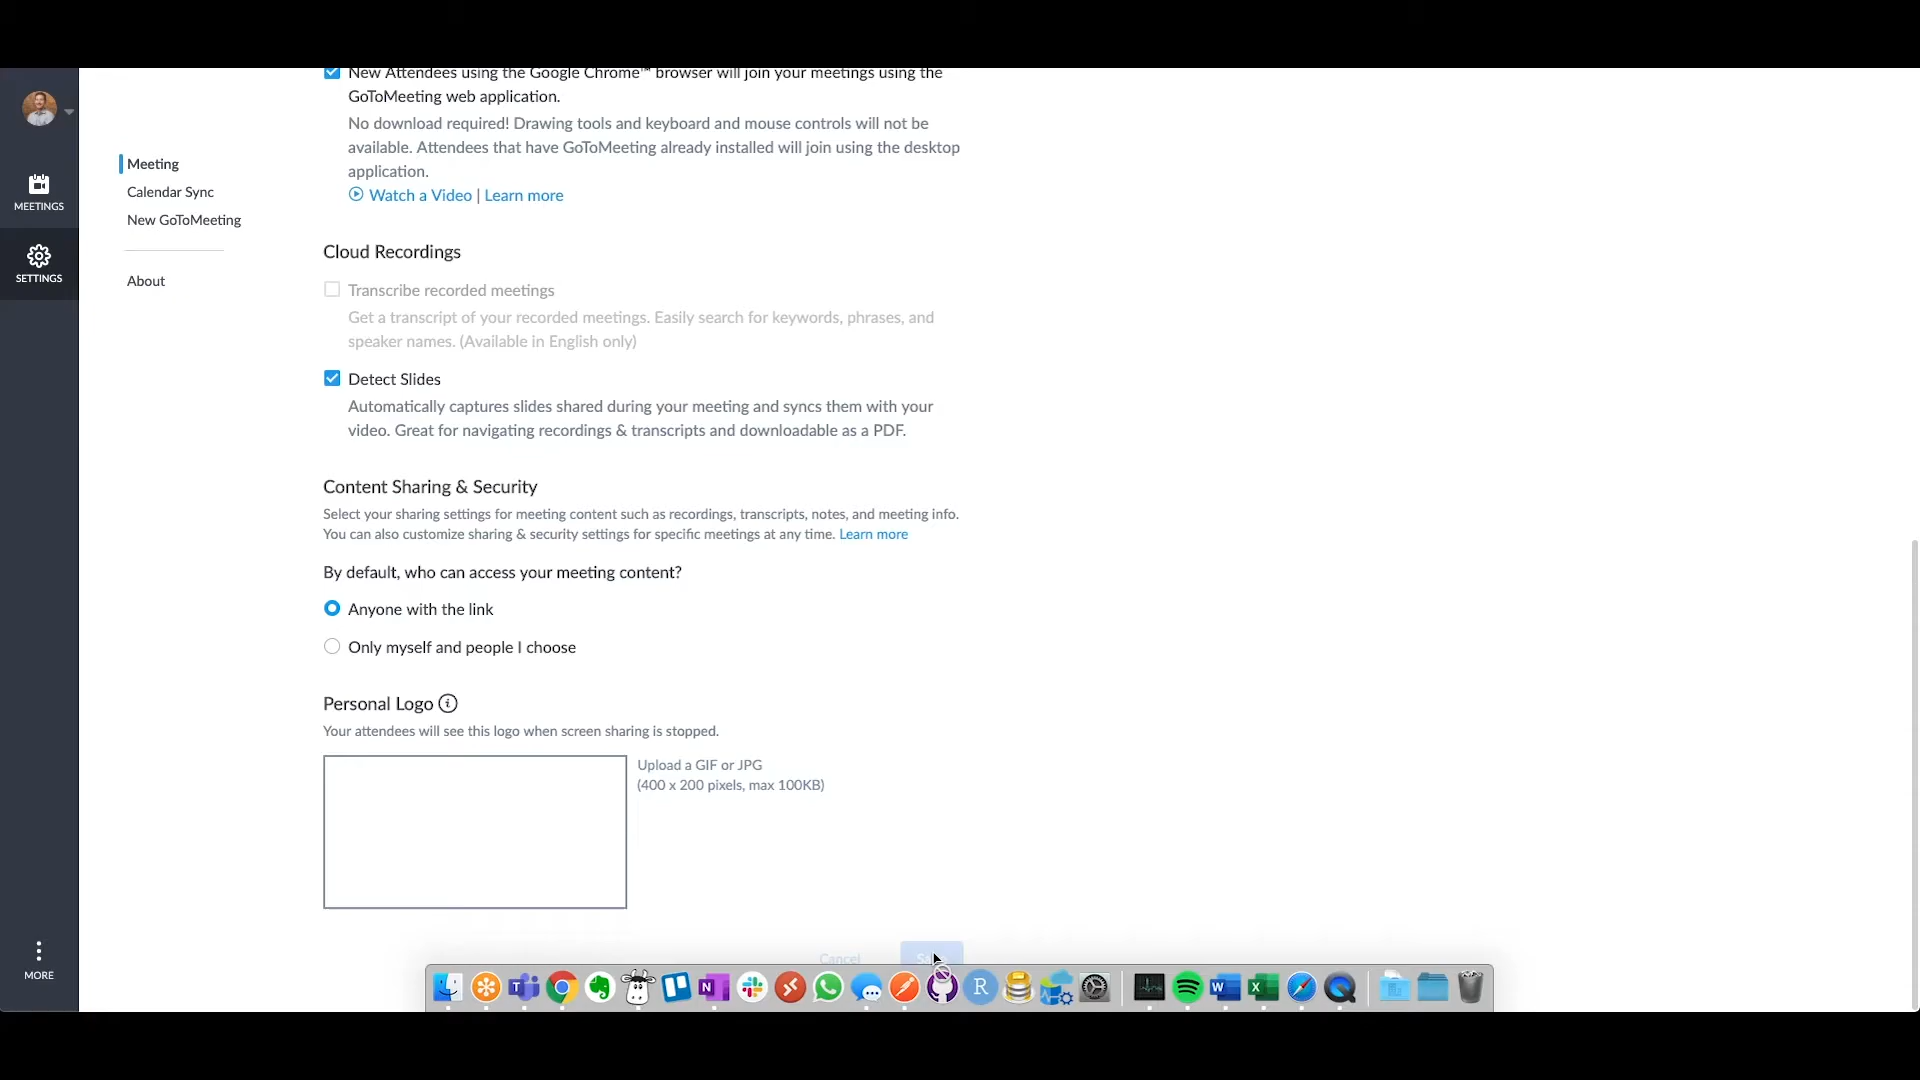 New Attendees using the Google Chrome™ browser will join your meetings using the
GoToMeeting web application.
No download required! Drawing tools and keyboard and mouse controls will not be
available. Attendees that have GoToMeeting already installed will join using the desktop
application.
Watch a Video | Learn more
MEETINGS
SETTINGS
MORE
Meeting
Calendar Sync
New GoToMeeting
About
Cloud Recordings
Transcribe recorded meetings
Get a transcript of your recorded meetings. Easily search for keywords, phrases, and
speaker names. (Available in English only)
Detect Slides
Automatically captures slides shared during your meeting and syncs them with your
video. Great for navigating recordings & transcripts and downloadable as a PDF.
Content Sharing & Security
Select your sharing settings for meeting content such as recordings, transcripts, notes, and meeting info.
You can also customize sharing & security settings for specific meetings at any time. Learn more
By default, who can access your meeting content?
Anyone with the link
Only myself and people I choose
Personal Logo
Your attendees will see this logo when screen sharing is stopped.
Upload a GIF or JPG
(400 x 200 pixels, max 100KB)
Cancel
T N R W X